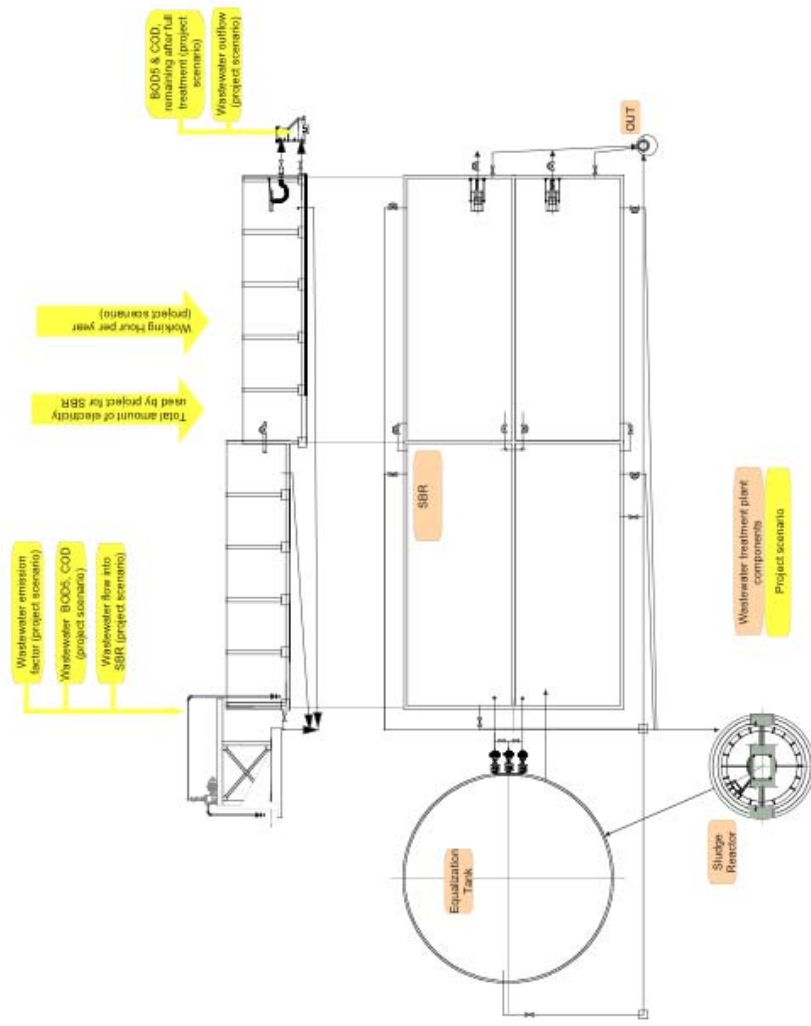 Wastewater emission
factor (project scenario)
Wastewater BOD5, COD
(project scenario)
Wastewater flow into
SBR (project scenario)
Total amount of electricity
used by project for SBR
Working Hour per year
(project scenario)
BOD5 & COD,
remaining after full
treatment (project
scenario)
Wastewater outflow
(project scenario)
Equalization
Tank
SBR
OUT
Sludge
Reactor
Wastewater treatment plant
components
Project scenario